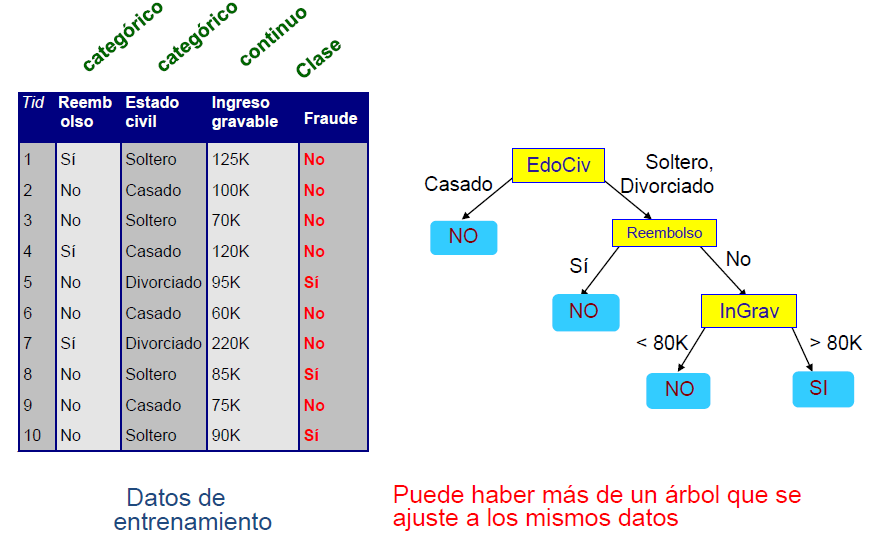 categórico
categórico
continuo
Clase
Tid Reemb Estado Ingreso Fraude
olso civil gravable
1 Sí Soltero 125K No
2 No Casado 100K No
3 No Soltero 70K No
4 Sí Casado 120K No
5 No Divorciado 95K Sí
6 No Casado 60K No
7 Sí Divorciado 220K No
8 No Soltero 85K Sí
9 No Casado 75K No
10 No Soltero 90K Sí
Datos de
entrenamiento
EdoCiv
Casado
Soltero,
Divorciado
NO
Reembolso
Sí
No
NO
InGrav
< 80K
> 80K
NO
SI
Puede haber más de un árbol que se
ajuste a los mismos datos